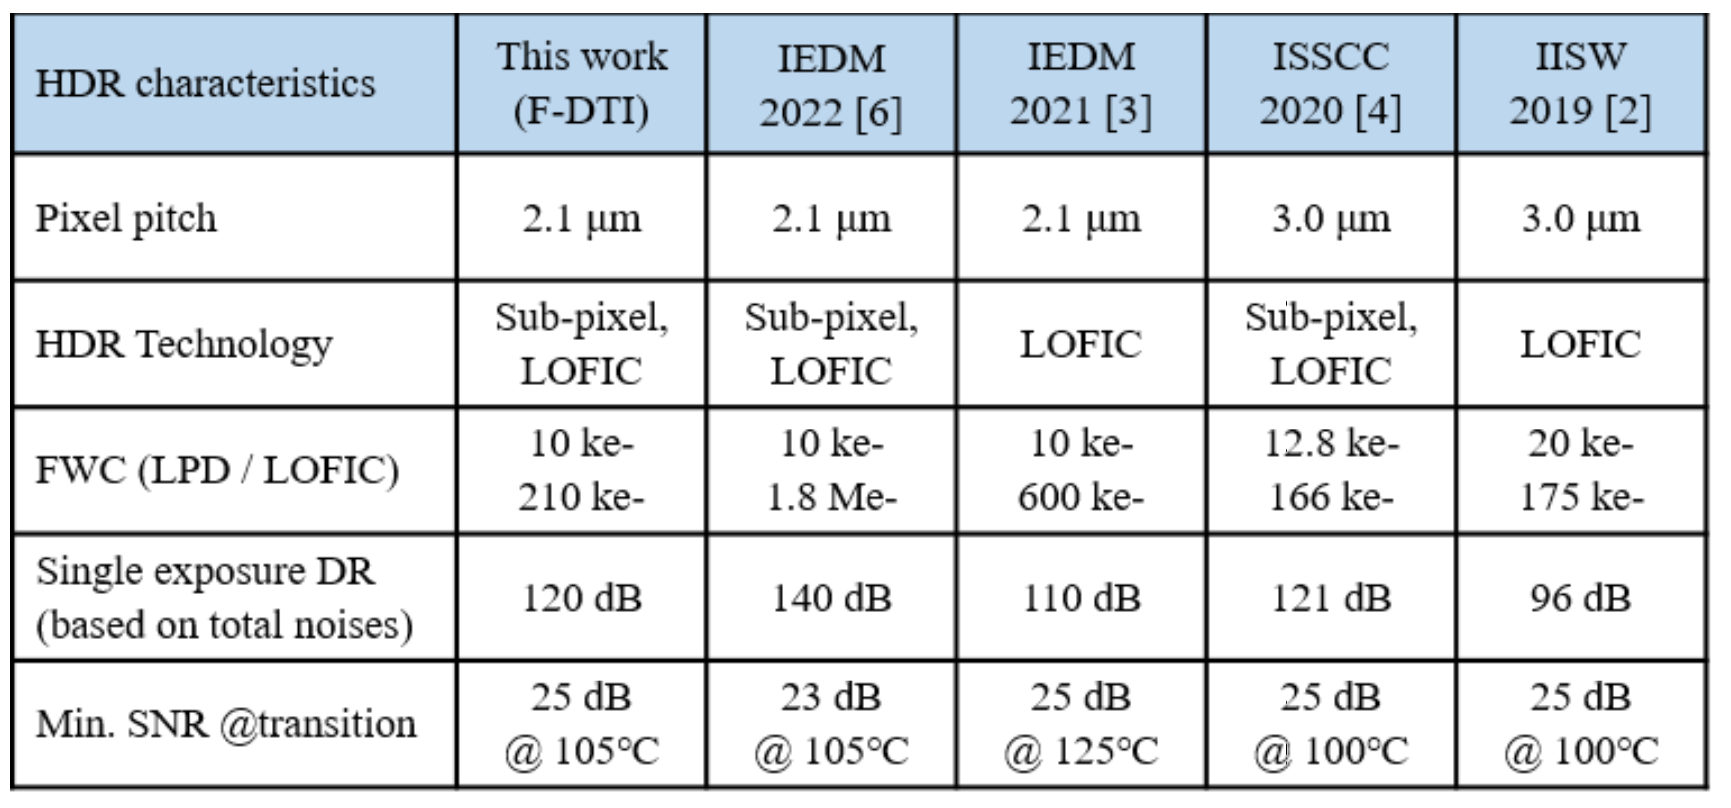 HDR characteristics
This work
(F-DTI)
IEDM
2022 [6]
IEDM
2021 [3]
ISSCC
2020 [4]
IISW
2019 [2]
Pixel pitch
2.1 μm
2.1 μm
2.1 μm
3.0 μm
3.0 μm
HDR Technology
Sub-pixel,
LOFIC
Sub-pixel,
LOFIC
LOFIC
Sub-pixel,
LOFIC
LOFIC
FWC (LPD / LOFIC)
10 ke-
210 ke-
10 ke-
1.8 Me-
10 ke-
600 ke-
12.8 ke-
166 ke-
20 ke-
175 ke-
Single exposure DR
(based on total noises)
120 dB
140 dB
110 dB
121 dB
96 dB
Min. SNR @transition
25 dB
@ 105℃
23 dB
@ 105℃
25 dB
@ 125℃
25 dB
@ 100℃
25 dB
@ 100℃